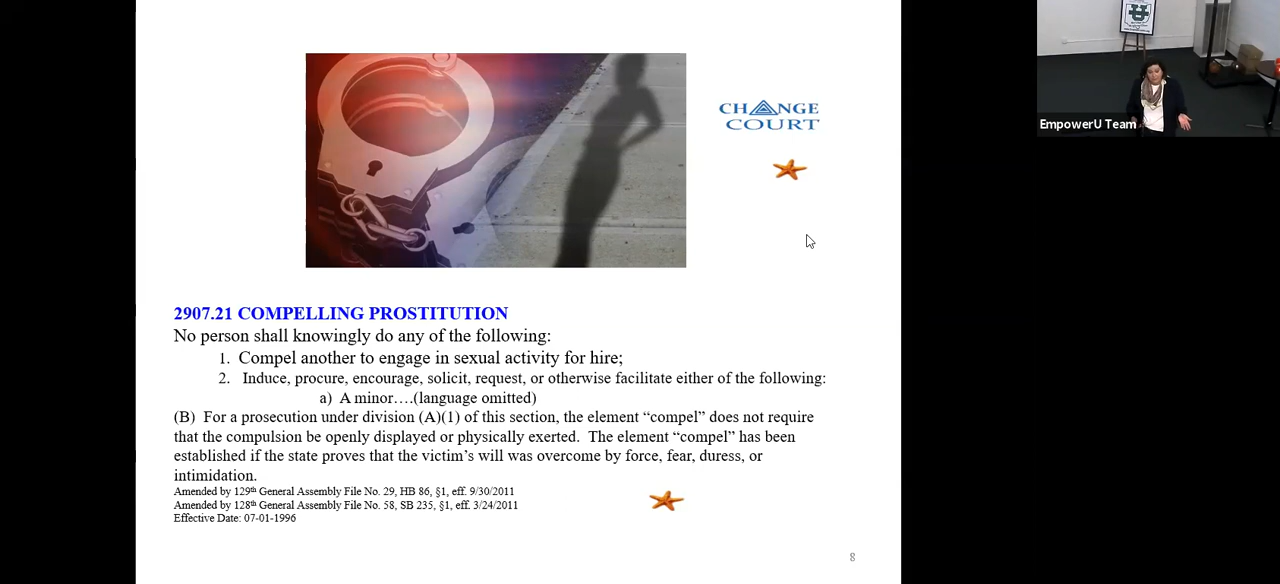 CHANGE
COURT
EmpowerU Team
2907.21 COMPELLING PROSTITUTION
No person shall knowingly do any of the following:
1. Compel another to engage in sexual activity for hire;
2. Induce, procure, encourage, solicit, request, or otherwise facilitate either of the following:
a) A minor….(language omitted)
(B) For a prosecution under division (A)(1) of this section, the element “compel” does not require
that the compulsion be openly displayed or physically exerted. The element “compel” has been
established if the state proves that the victim’s will was overcome by force, fear, duress, or
intimidation.
Amended by 129th General Assembly File No. 29, HB 86, §1, eff. 9/30/2011
Amended by 128th General Assembly File No. 58, SB 235, §1, eff. 3/24/2011
Effective Date: 07-01-1996
8